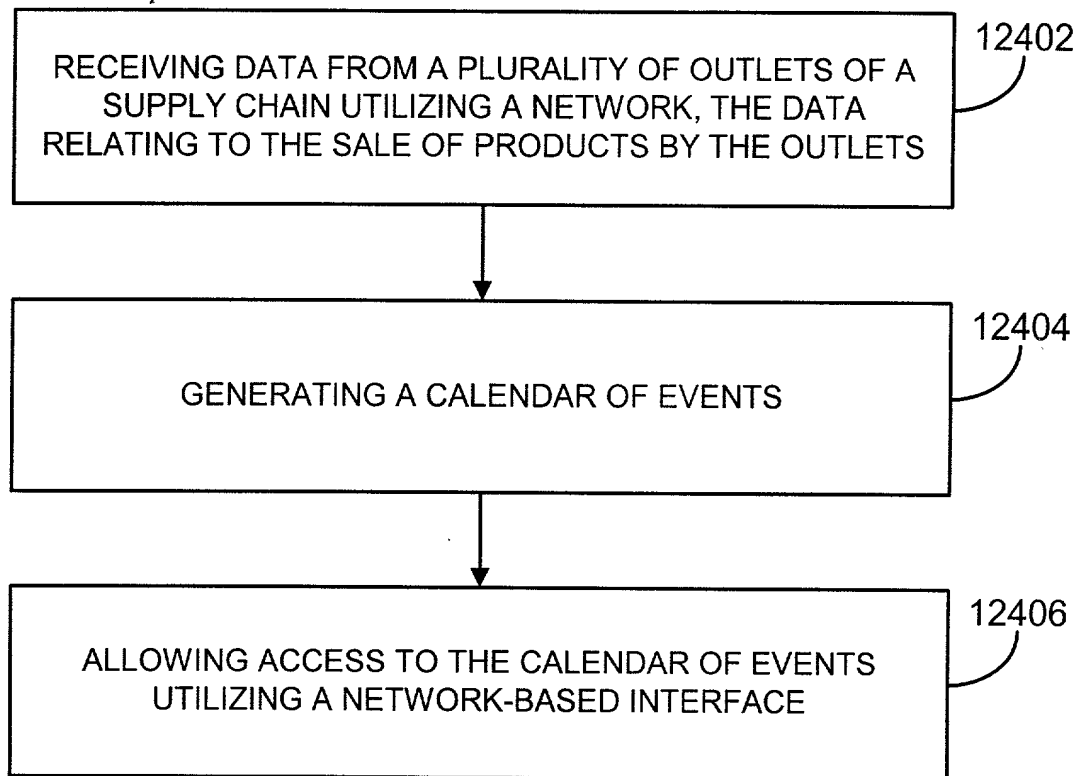 12402
RECEIVING DATA FROM A PLURALITY OF OUTLETS OF A
SUPPLY CHAIN UTILIZING A NETWORK, THE DATA
RELATING TO THE SALE OF PRODUCTS BY THE OUTLETS
12404
GENERATING A CALENDAR OF EVENTS
12406
ALLOWING ACCESS TO THE CALENDAR OF EVENTS
UTILIZING A NETWORK-BASED INTERFACE